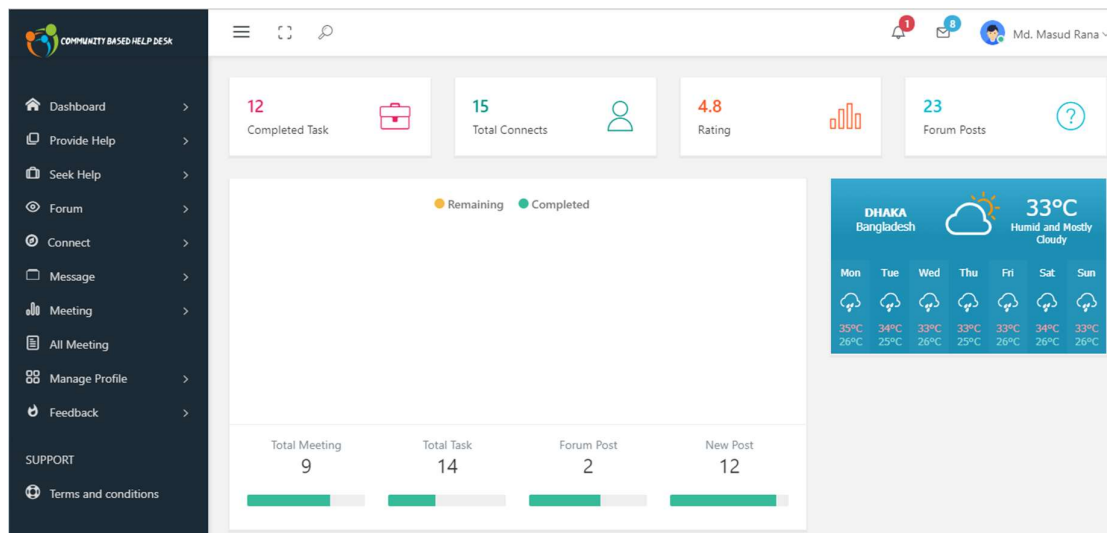 COMMUNITY BASED HELP DESK
1
8
Md. Masud Rana
Dashboard
Provide Help
Seek Help
Forum
Connect
Message
Meeting
All Meeting
Manage Profile
Feedback
SUPPORT
Terms and conditions
12
Completed Task
15
Total Connects
4.8
Rating
23
Forum Posts
Remaining Completed
Total Meeting
9
Total Task
14
Forum Post
2
New Post
12
DHAKA
Bangladesh
33°C
Humid and Mostly
Cloudy
Mon Tue Wed Thu Fri Sat Sun
35°C 34°C 33°C 33°C 33°C 34°C 33°C
26°C 25°C 26°C 25°C 26°C 26°C 26°C